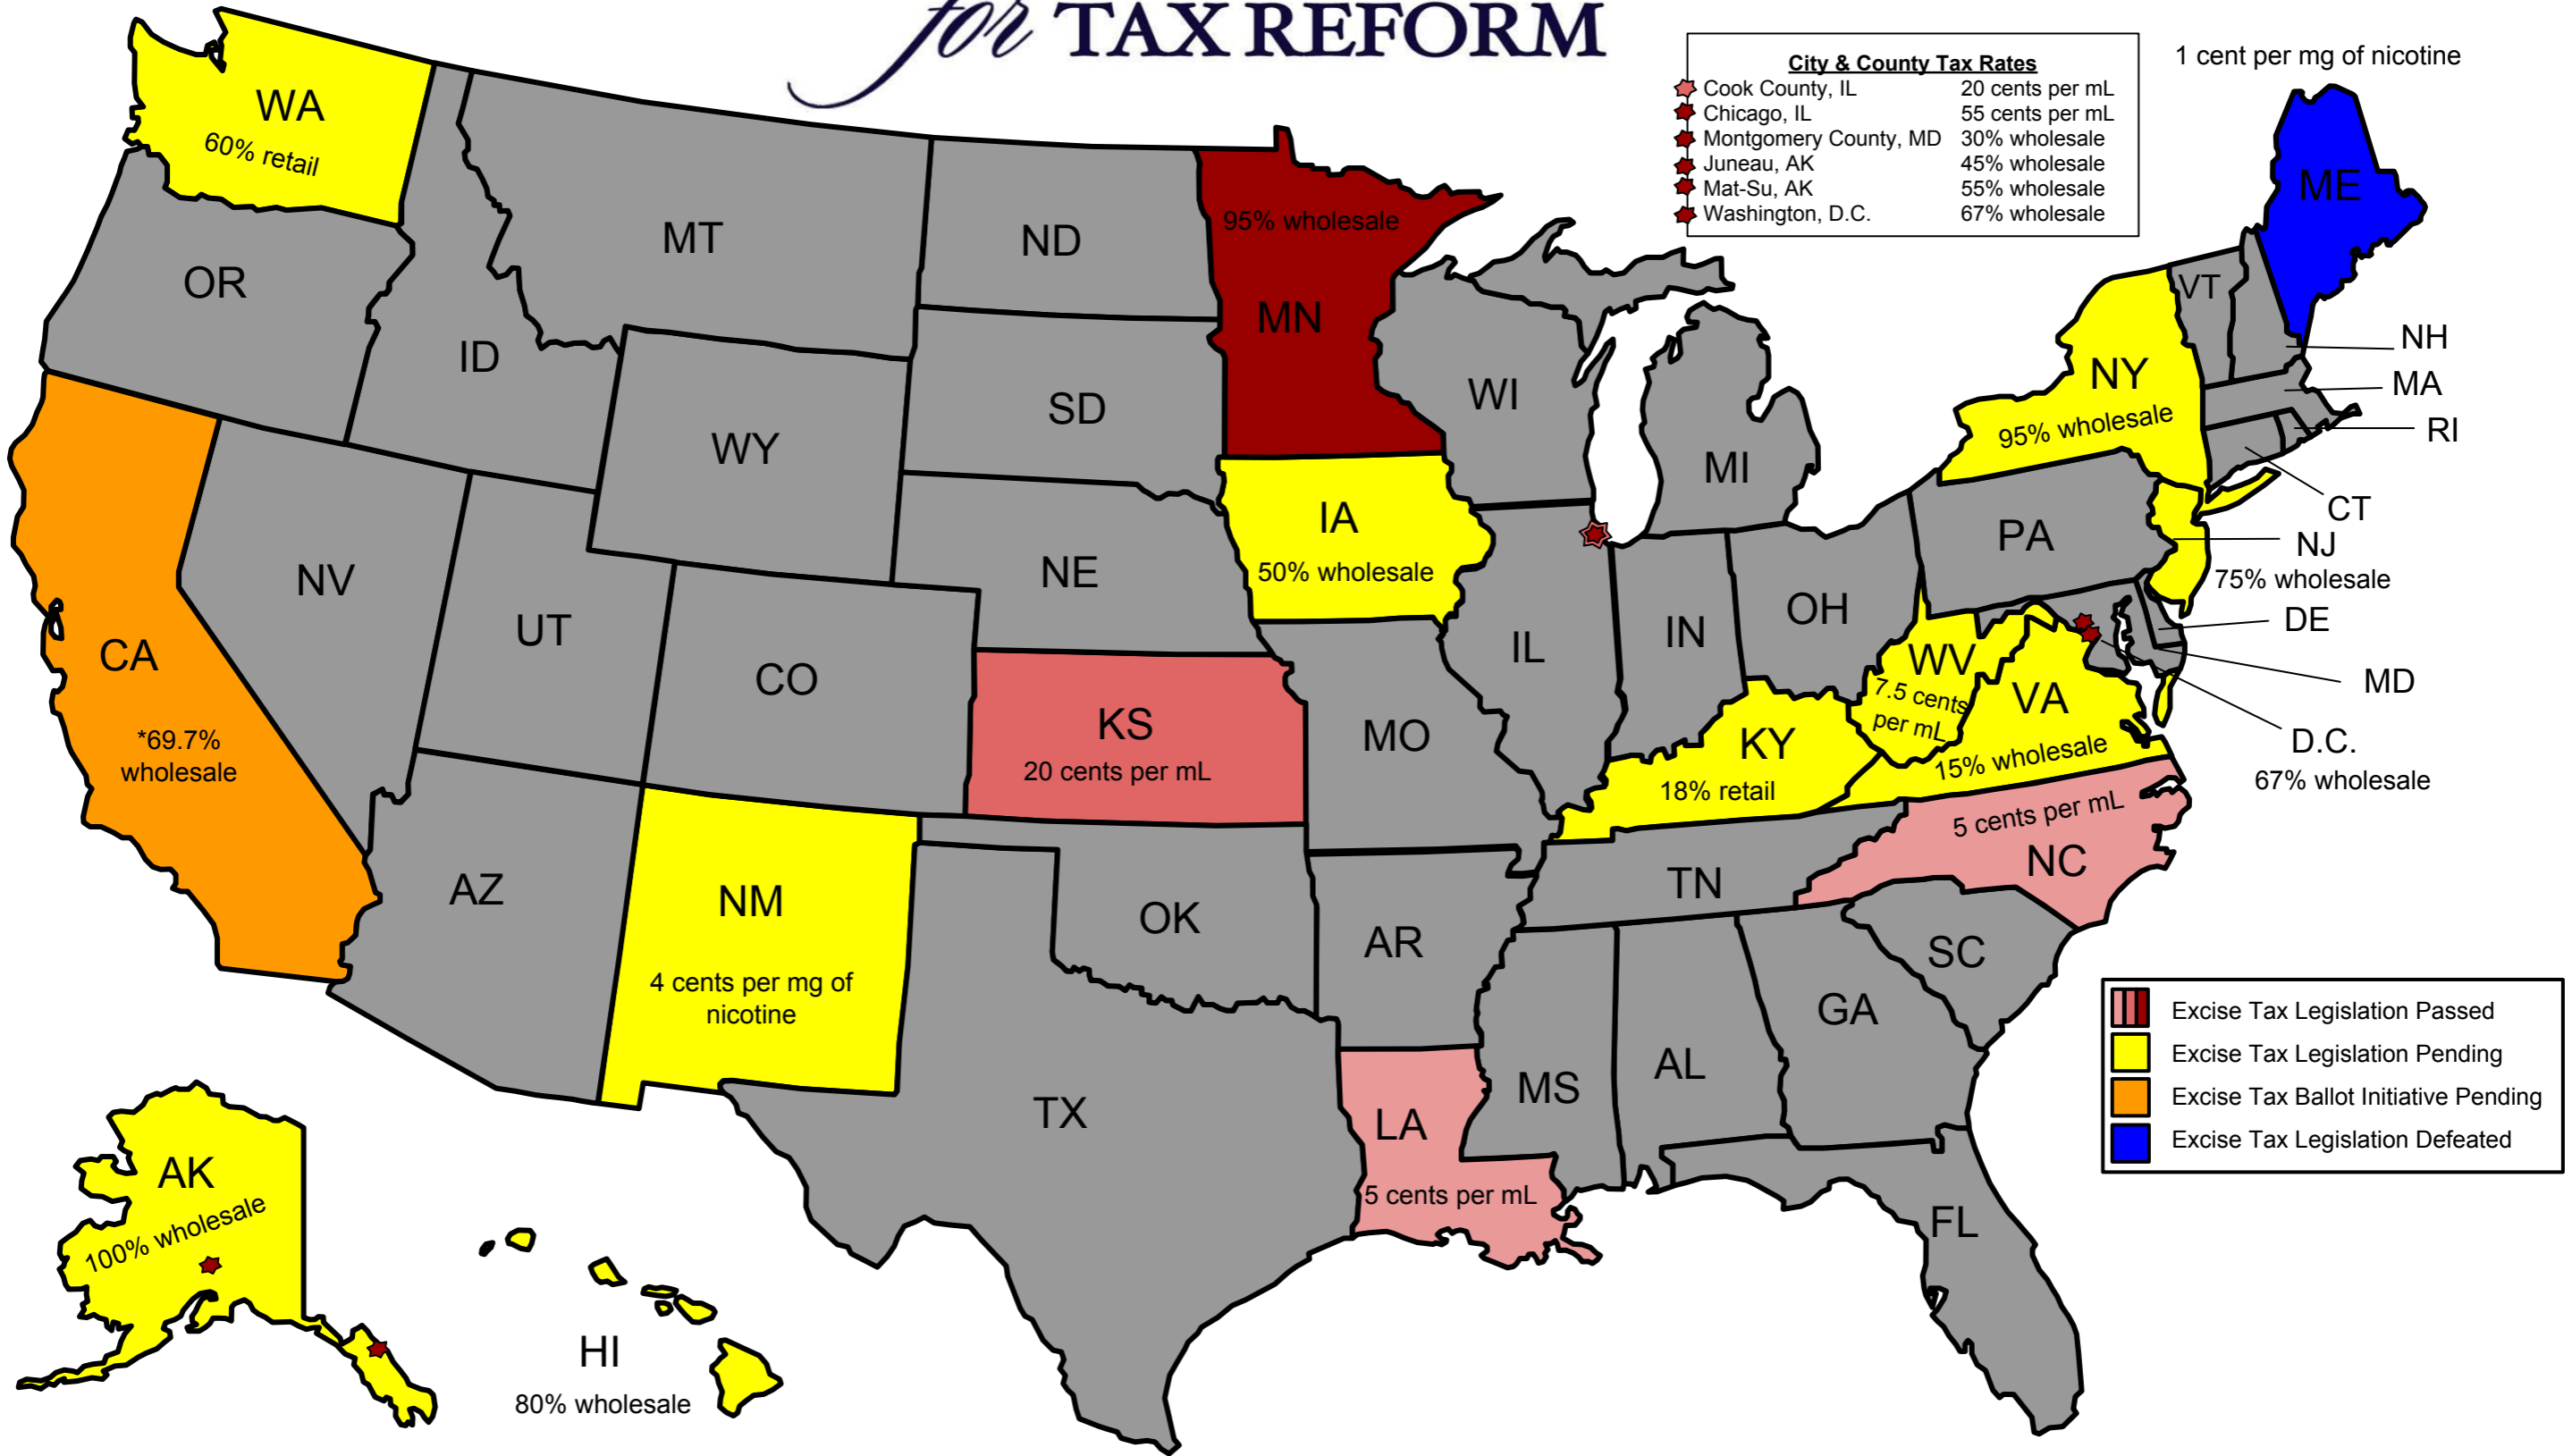 for TAX REFORM
City & County Tax Rates
Cook County, IL 20 cents per mL
Chicago, IL 55 cents per mL
Montgomery County, MD 30% wholesale
Juneau, AK 45% wholesale
Mat-Su, AK 55% wholesale
Washington, D.C. 67% wholesale
1 cent per mg of nicotine
ME
WA
60% retail
OR
MT
ID
ND
95% wholesale
MN
SD
WY
WI
MI
VT
NH
MA
RI
CT
NY
95% wholesale
NJ
75% wholesale
PA
DE
MD
D.C.
67% wholesale
IA
50% wholesale
NE
NV
UT
CO
CA
*69.7%
wholesale
KS
20 cents per mL
MO
IL
IN
OH
WV
7.5 cents
per mL
VA
15% wholesale
KY
18% retail
5 cents per mL
NC
TN
AZ
NM
4 cents per mg of
nicotine
OK
AR
SC
GA
AL
MS
TX
LA
5 cents per mL
FL
AK
100% wholesale
HI
80% wholesale
Excise Tax Legislation Passed
Excise Tax Legislation Pending
Excise Tax Ballot Initiative Pending
Excise Tax Legislation Defeated